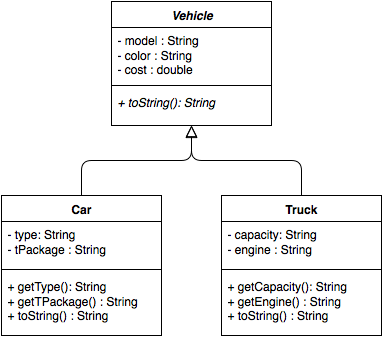 Vehicle
- model : String
- color : String
- cost : double
+ toString(): String
Car
- type: String
- tPackage : String
+ getType(): String
+ getTPackage() : String
+ toString() : String
Truck
- capacity: String
- engine : String
+ getCapacity(): String
+ getEngine() : String
+ toString() : String